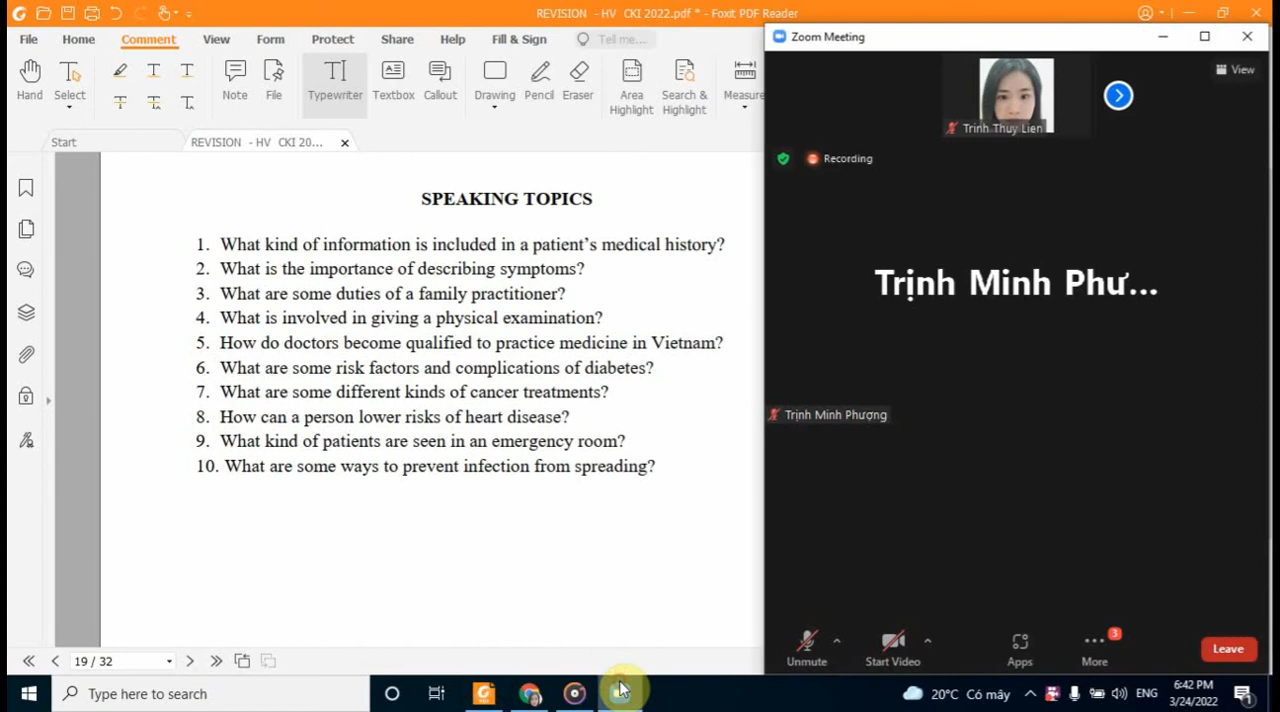 REVISION - HV CKI 2022.pdf * - Foxit PDF Reader
File Home Comment View Form Protect Share Help Fill & Sign Tell me...
Zoom Meeting
Hand Select Note File Typewriter Textbox Callout Drawing Pencil Eraser Area Highlight Search & Highlight Measure
View
Trinh Thuy Lien
Start REVISION - HV CKI 20...
Recording
SPEAKING TOPICS
1. What kind of information is included in a patient's medical history?
2. What is the importance of describing symptoms?
3. What are some duties of a family practitioner?
4. What is involved in giving a physical examination?
5. How do doctors become qualified to practice medicine in Vietnam?
6. What are some risk factors and complications of diabetes?
7. What are some different kinds of cancer treatments?
8. How can a person lower risks of heart disease?
9. What kind of patients are seen in an emergency room?
10. What are some ways to prevent infection from spreading?
Trịnh Minh Phư...
Trịnh Minh Phượng
19 / 32
Unmute Start Video Apps More 3 Leave
Type here to search
20°C Có mây ENG 6:42 PM
3/24/2022 1